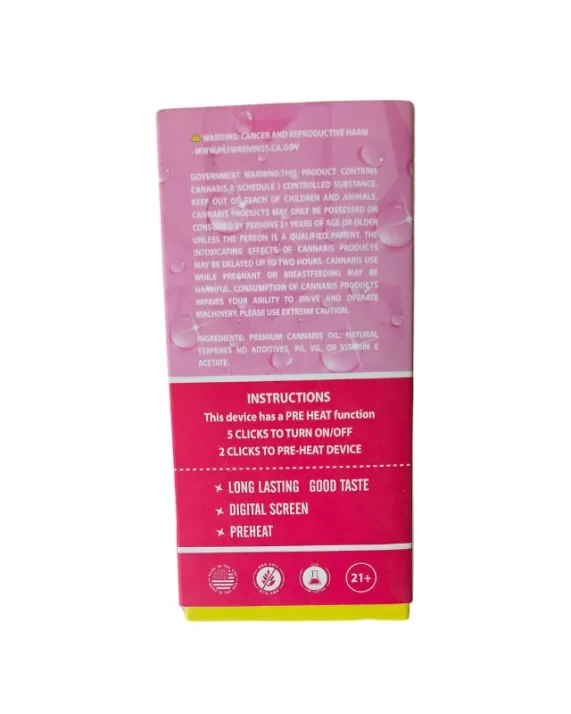 WARNING: CANCER AND REPRODUCTIVE HARM
- WWW.P65WARNINGS.CA.GOV
GOVERNMENT WARNING:THIS PRODUCT CONTAINS
CANNABIS,A SCHEDULE I CONTROLLED SUBSTANCE.
KEEP OUT OF REACH OF CHILDREN AND ANIMALS.
CANNABIS PRODUCTS MAY ONLY BE POSSESSED OR
CONSUMED BY PERSONS 21 YEARS OF AGE OR OLDER
UNLESS THE PERSON IS A QUALIFIED PATIENT. THE
INTOXICATING EFFECTS OF CANNABIS PRODUCTS
MAY BE DELAYED UP TO TWO HOURS. CANNABIS USE
WHILE PREGNANT OR BREASTFEEDING MAY BE
HARMFUL. CONSUMPTION OF CANNABIS PRODUCTS
IMPAIRS YOUR ABILITY TO DRIVE AND OPERATE
MACHINERY. PLEASE USE EXTREME CAUTION.
INGREDIENTS: PREMIUM CANNABIS OIL, NATURAL
TERPENES NO ADDITIVES, PG, VG, OR VITAMIN E
ACETATE.
INSTRUCTIONS
This device has a PRE HEAT function
5 CLICKS TO TURN ON/OFF
2 CLICKS TO PRE-HEAT DEVICE
LONG LASTING GOOD TASTE
DIGITAL SCREEN
PREHEAT
21+